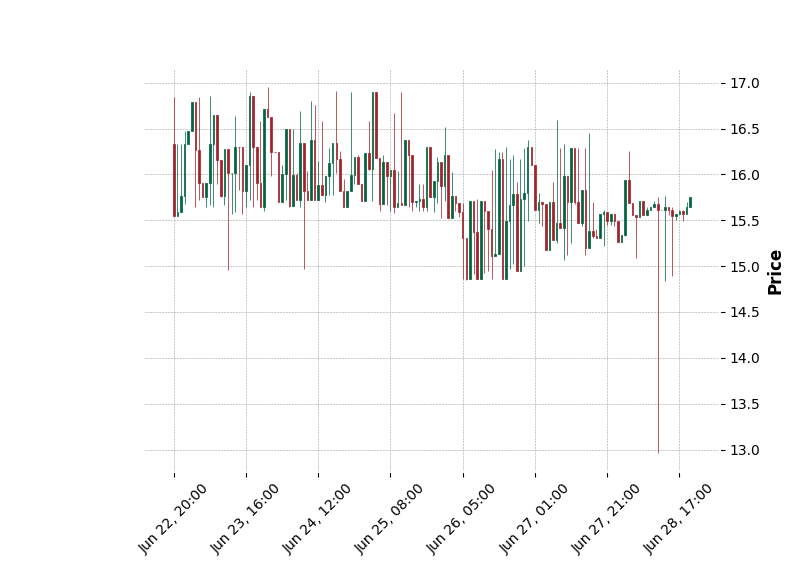 17.0
16.5
16.0
15.5
15.0
14.5
14.0
13.5
13.0
Price
Jun 22, 20:00
Jun 23, 16:00
Jun 24, 12:00
Jun 25, 08:00
Jun 26, 05:00
Jun 27, 01:00
Jun 27, 21:00
Jun 28, 17:00